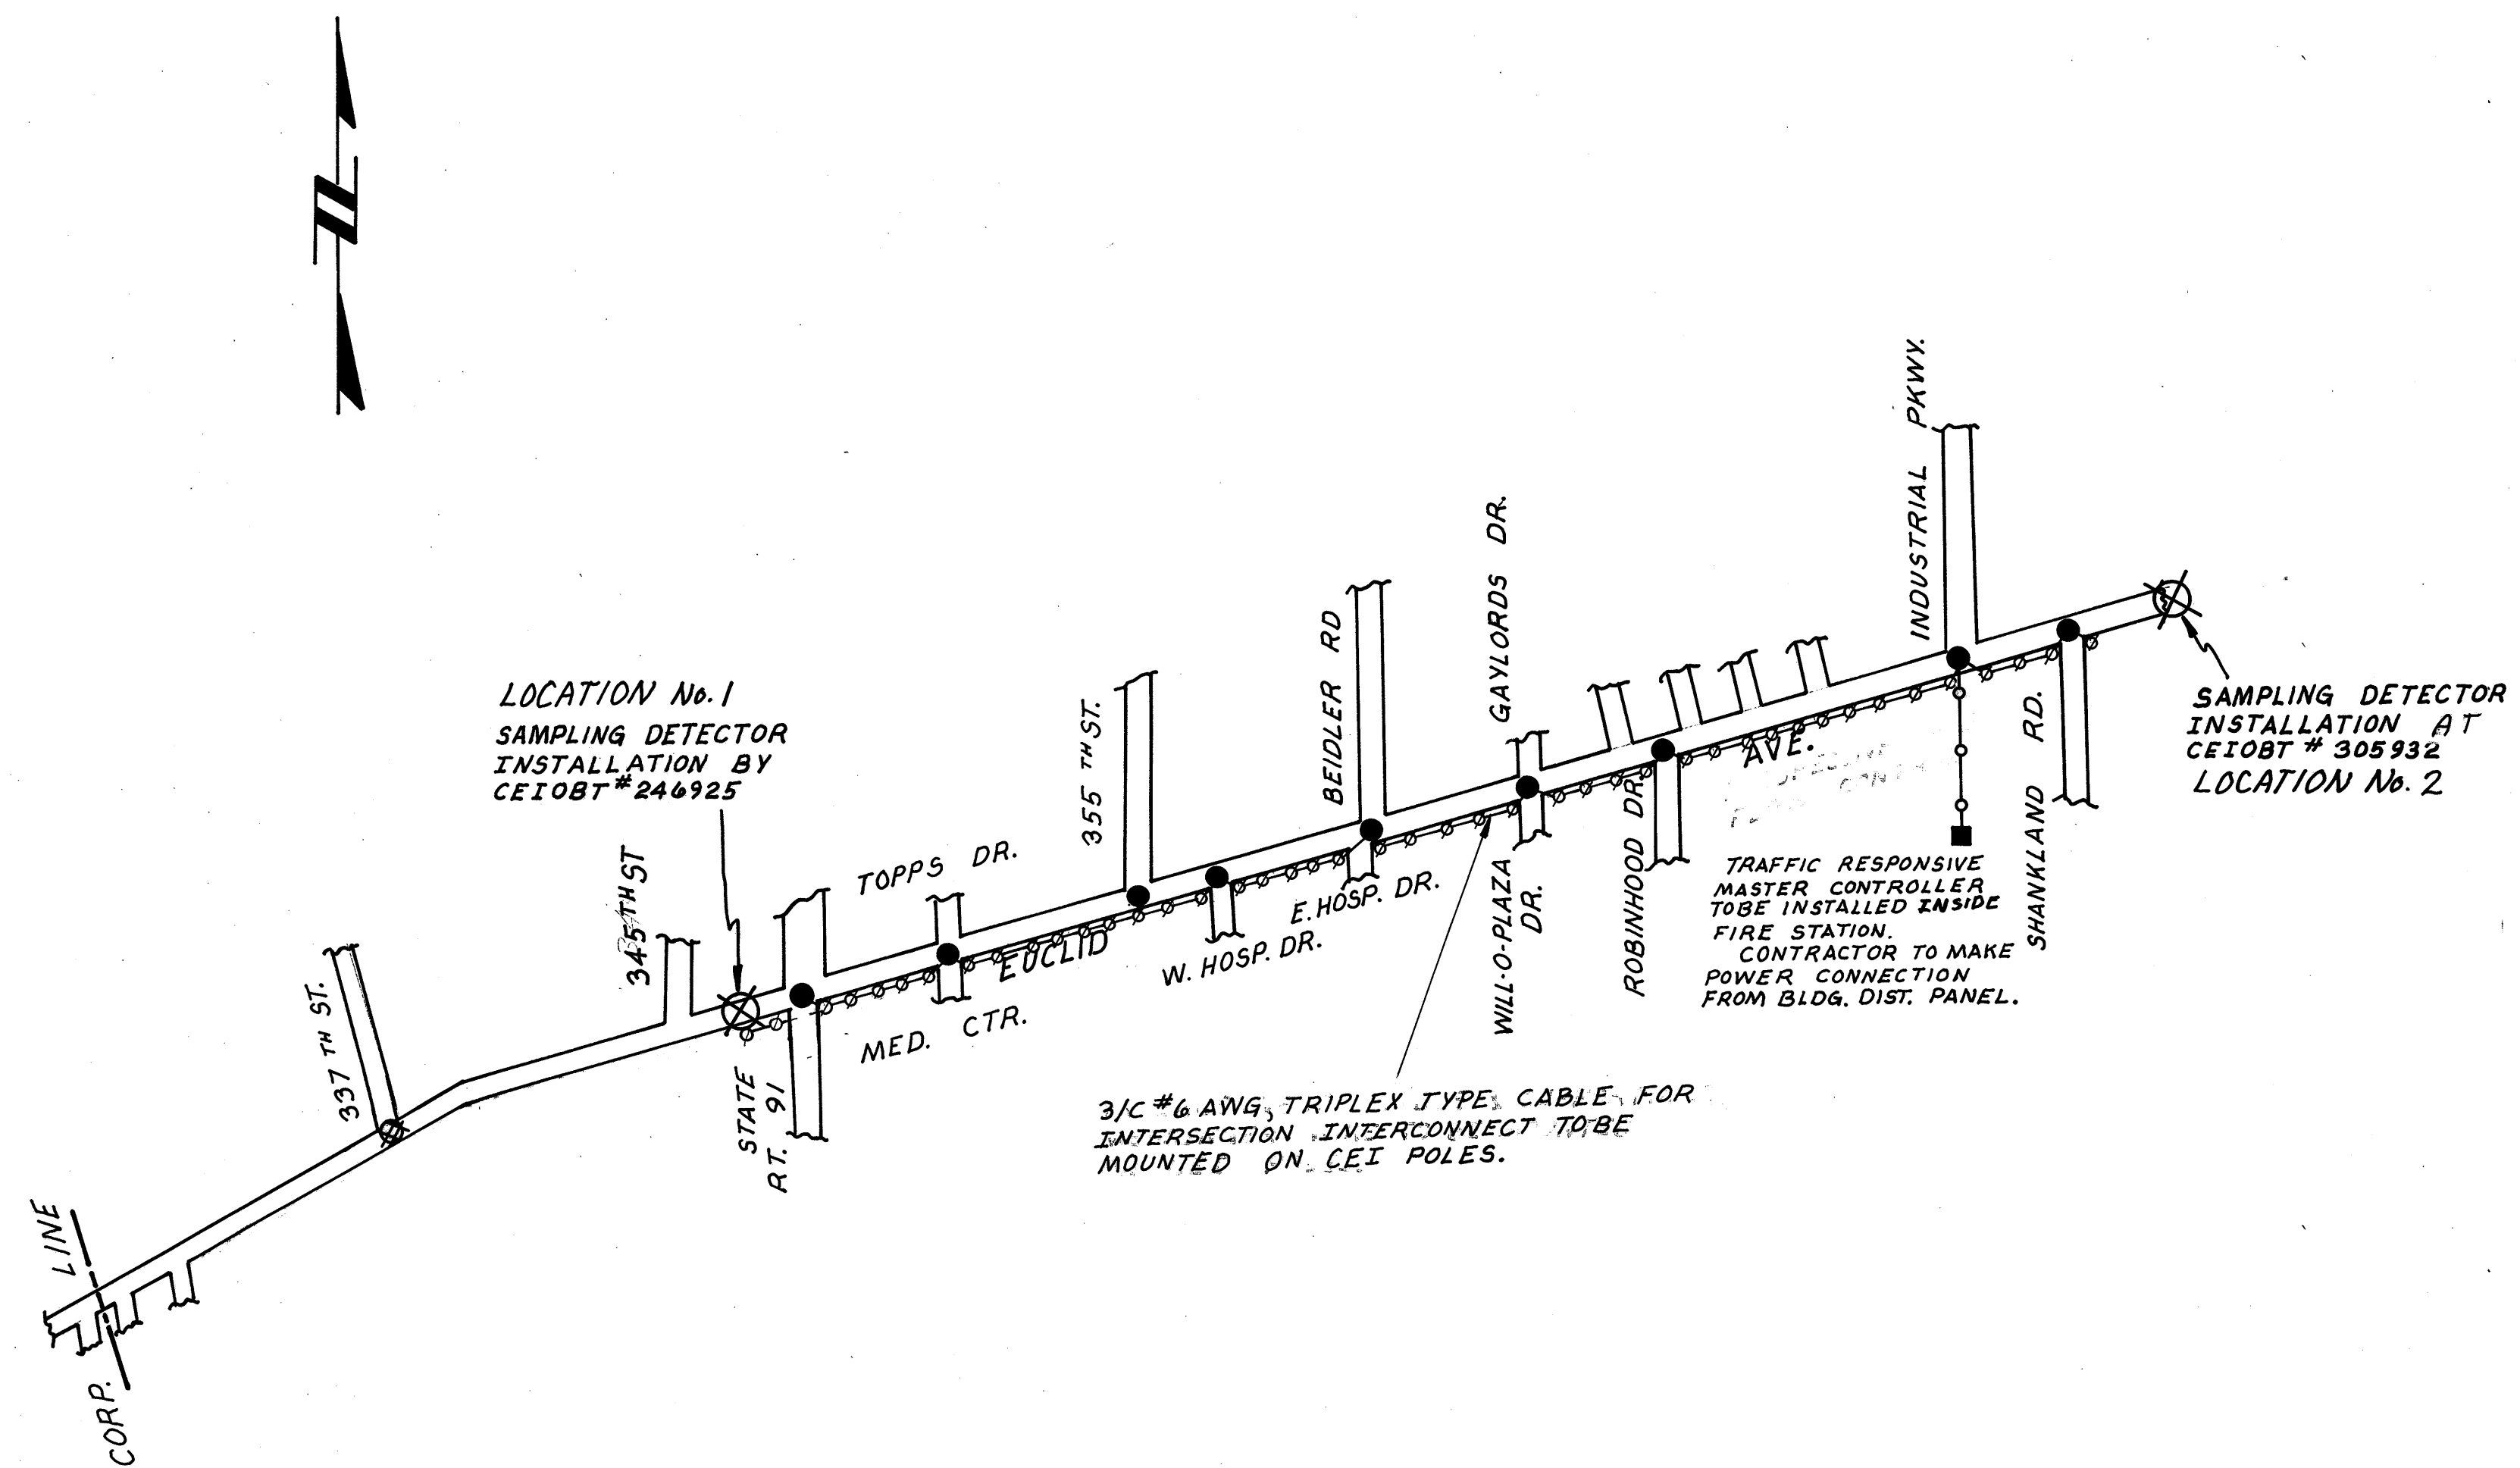 INDUSTRIAL PKWY.
GAYLORDS DR.
BEIDLER RD
355 TH ST.
LOCATION No. 1
SAMPLING DETECTOR
INSTALLATION BY
CEIOBT #246925
SAMPLING DETECTOR
INSTALLATION AT
CEIOBT # 305932
LOCATION No. 2
TOPPS DR.
345TH ST
337 TH ST.
EUCLID AVE.
E. HOSP. DR.
W. HOSP. DR.
MED. CTR.
STATE
RT. 91
WILL-O-PLAZA
DR.
ROBINHOOD DR.
SHANKLAND RD.
TRAFFIC RESPONSIVE
MASTER CONTROLLER
TOBE INSTALLED INSIDE
FIRE STATION.
CONTRACTOR TO MAKE
POWER CONNECTION
FROM BLDG. DIST. PANEL.
3/C #6 AWG, TRIPLEX TYPE CABLE FOR
INTERSECTION INTERCONNECT TOBE
MOUNTED ON CEI POLES.
CORP. LINE